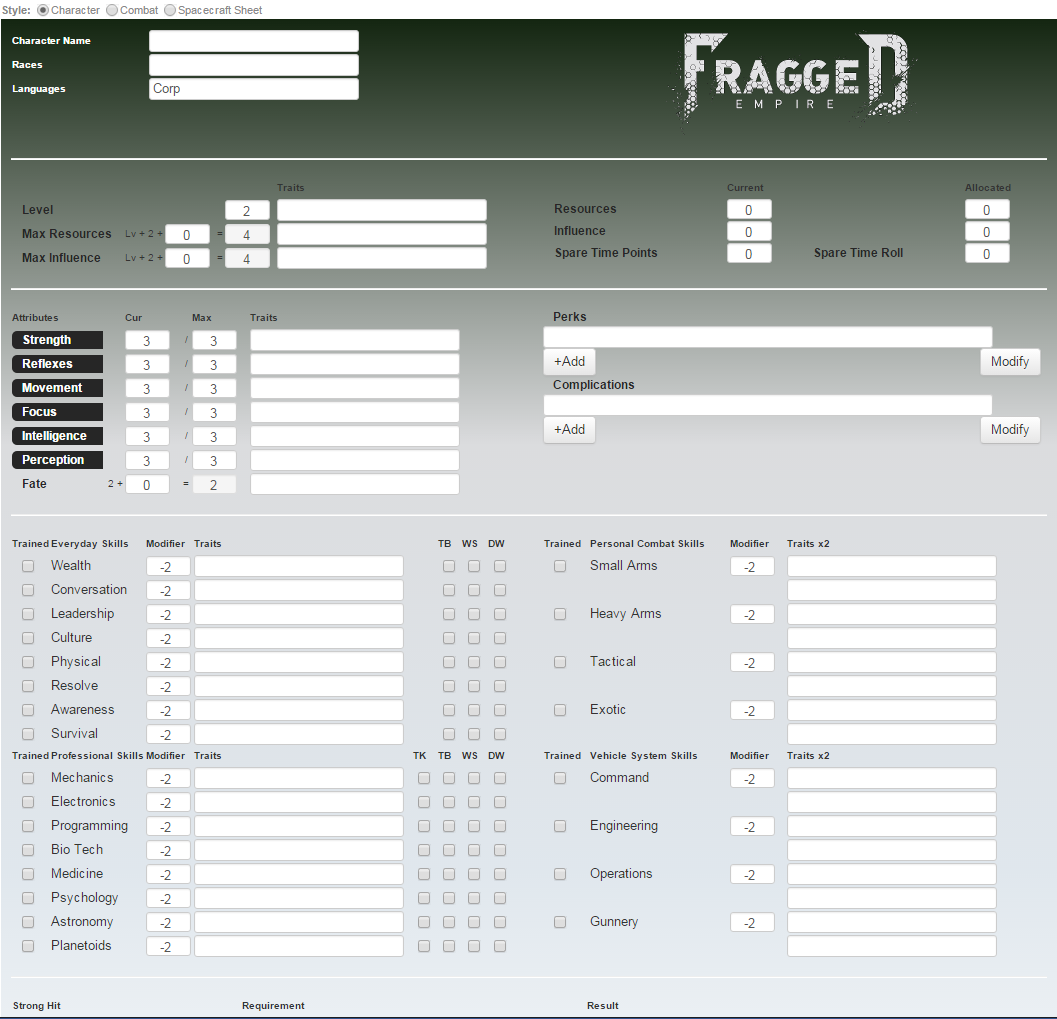 Style: Character Combat Spacecraft Sheet
Character Name
Races
Languages Corp
FRAGGED
EMPIRE
Traits Current Allocated
Level 2 Resources 0 0
Max Resources Lv + 2 + 0 = 4 Influence 0 0
Max Influence Lv + 2 + 0 = 4 Spare Time Points 0 Spare Time Roll 0
Attributes Cur Max Traits Perks
Strength 3 / 3
Reflexes 3 / 3 +Add Modify
Movement 3 / 3 Complications
Focus 3 / 3
Intelligence 3 / 3 +Add Modify
Perception 3 / 3
Fate 2 + 0 = 2
Trained Everyday Skills Modifier Traits TB WS DW Trained Personal Combat Skills Modifier Traits x2
Wealth -2 Small Arms -2
Conversation -2
Leadership -2 Heavy Arms -2
Culture -2
Physical -2 Tactical -2
Resolve -2
Awareness -2 Exotic -2
Survival -2
Trained Professional Skills Modifier Traits TK TB WS DW Trained Vehicle System Skills Modifier Traits x2
Mechanics -2 Command -2
Electronics -2
Programming -2 Engineering -2
Bio Tech -2
Medicine -2 Operations -2
Psychology -2
Astronomy -2 Gunnery -2
Planetoids -2
Strong Hit Requirement Result